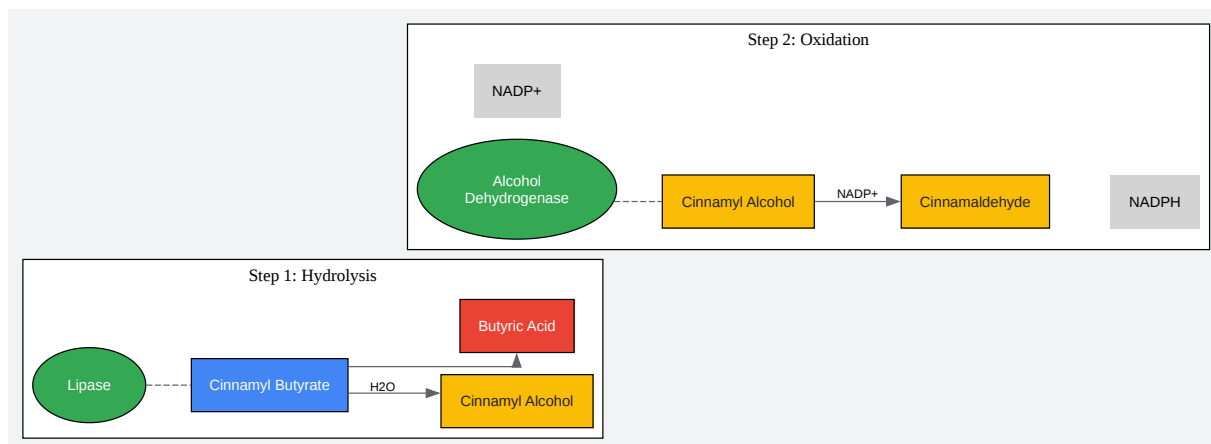 Step 2: Oxidation
NADP+
Alcohol
Dehydrogenase
Cinnamyl Alcohol
NADP+
Cinnamaldehyde
NADPH
Step 1: Hydrolysis
Butyric Acid
Lipase
Cinnamyl Butyrate
H2O
Cinnamyl Alcohol